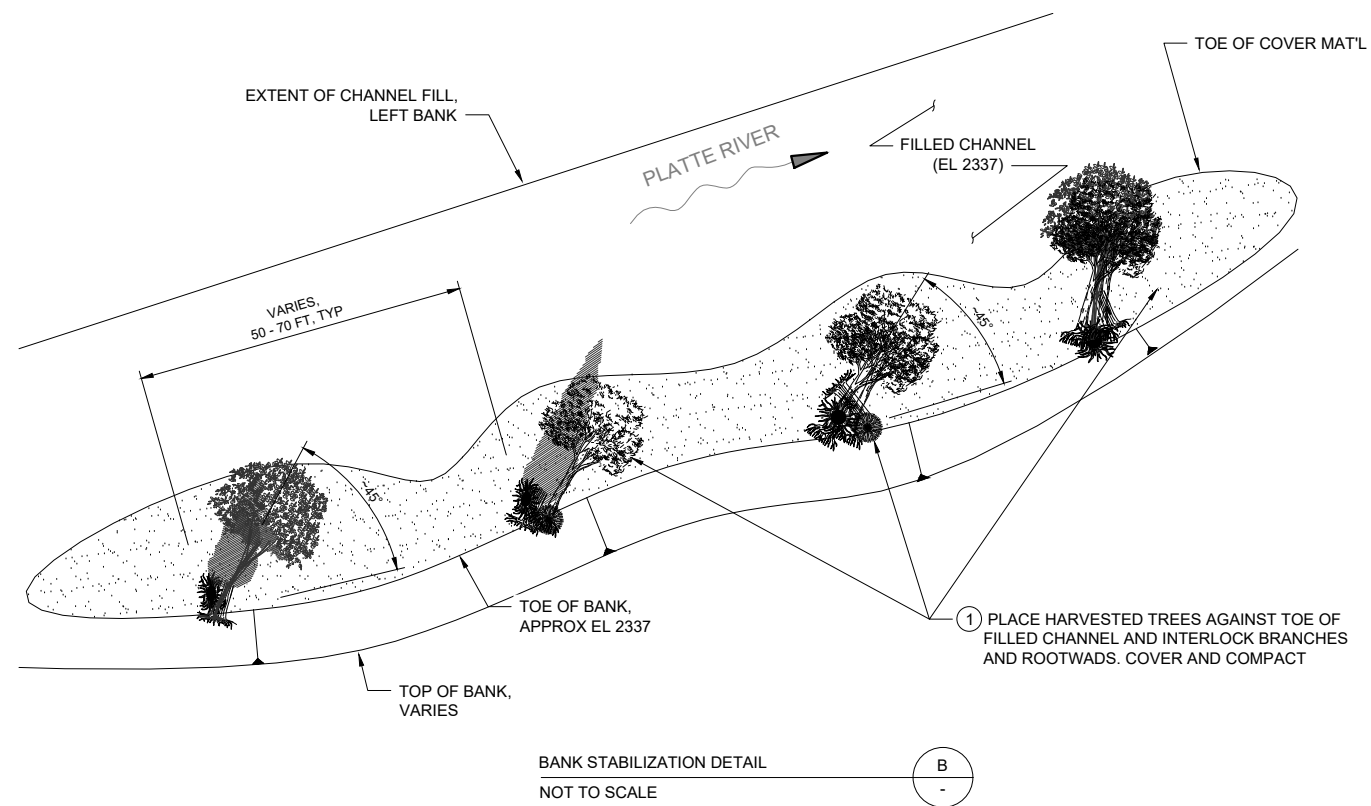 TOE OF COVER MAT'L
EXTENT OF CHANNEL FILL,
LEFT BANK
PLATTE RIVER
FILLED CHANNEL
(EL 2337)
VARIES,
50 - 70 FT, TYP
~45°
~45°
TOE OF BANK,
APPROX EL 2337
1 PLACE HARVESTED TREES AGAINST TOE OF
FILLED CHANNEL AND INTERLOCK BRANCHES
AND ROOTWADS. COVER AND COMPACT
TOP OF BANK,
VARIES
BANK STABILIZATION DETAIL
NOT TO SCALE
B
-